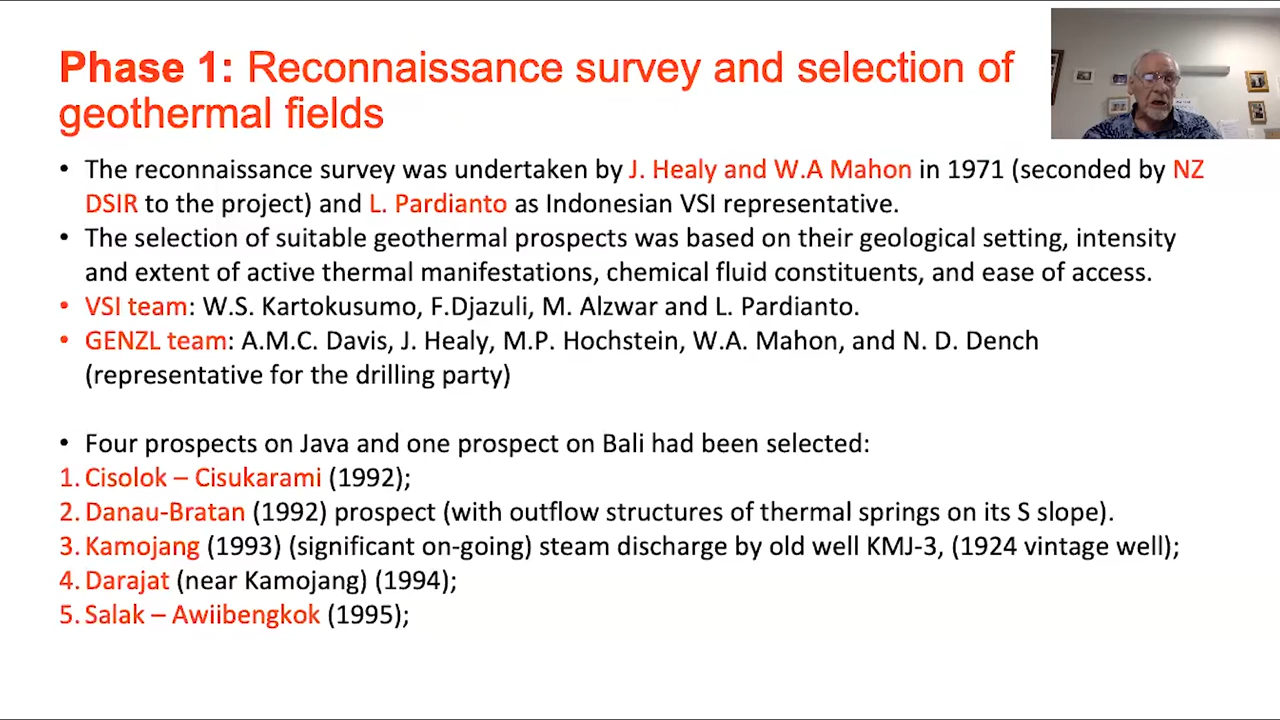 Phase 1: Reconnaissance survey and selection of
geothermal fields
• The reconnaissance survey was undertaken by J. Healy and W.A Mahon in 1971 (seconded by NZ
DSIR to the project) and L. Pardianto as Indonesian VSI representative.
• The selection of suitable geothermal prospects was based on their geological setting, intensity
and extent of active thermal manifestations, chemical fluid constituents, and ease of access.
• VSI team: W.S. Kartokusumo, F.Djazuli, M. Alzwar and L. Pardianto.
• GENZL team: A.M.C. Davis, J. Healy, M.P. Hochstein, W.A. Mahon, and N. D. Dench
(representative for the drilling party)
• Four prospects on Java and one prospect on Bali had been selected:
1. Cisolok – Cisukarami (1992);
2. Danau-Bratan (1992) prospect (with outflow structures of thermal springs on its S slope).
3. Kamojang (1993) (significant on-going) steam discharge by old well KMJ-3, (1924 vintage well);
4. Darajat (near Kamojang) (1994);
5. Salak – Awiibengkok (1995);